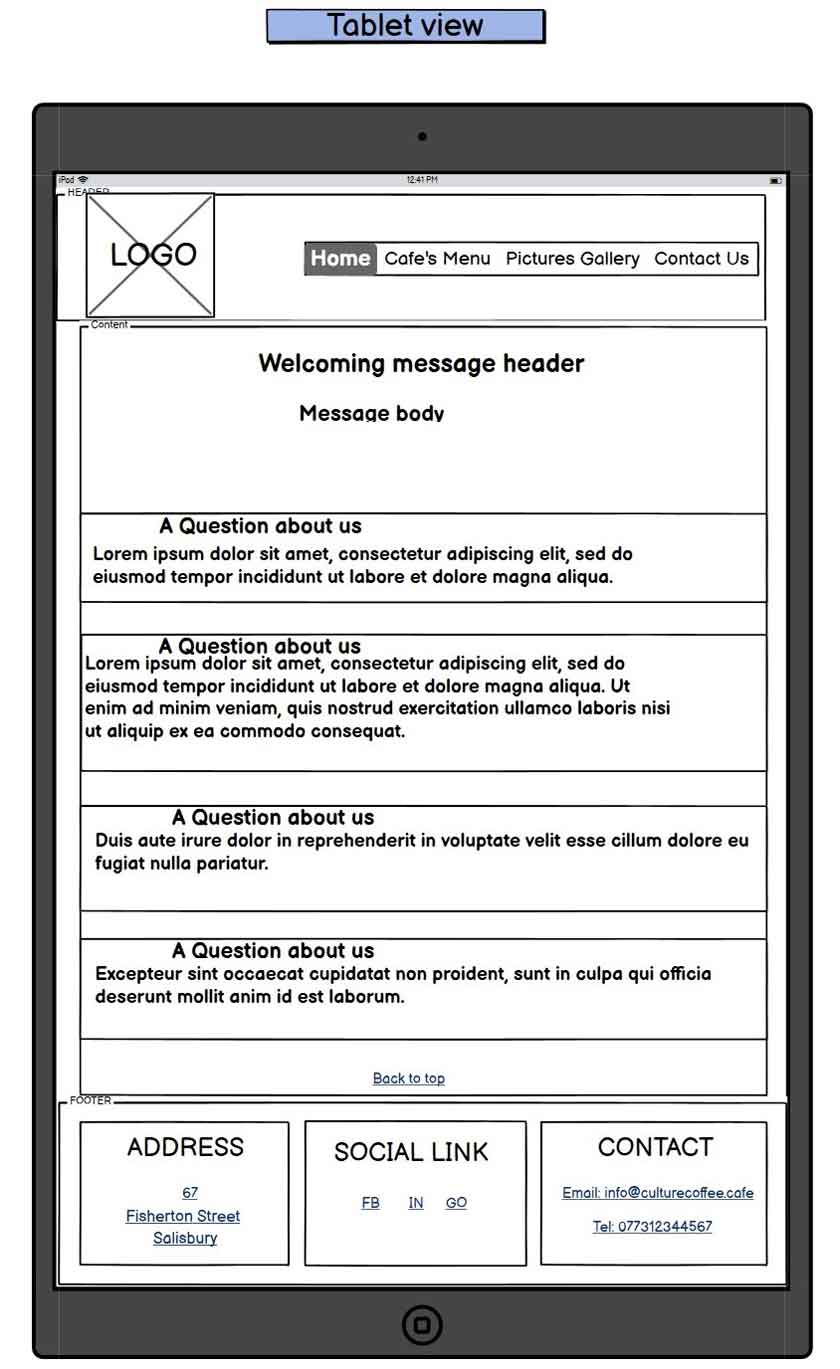 Tablet view
iPod
12:41 PM
HEADER
LOGO
Home Cafe's Menu Pictures Gallery Contact Us
Content
Welcoming message header
Message body
A Question about us
Lorem ipsum dolor sit amet, consectetur adipiscing elit, sed do
eiusmod tempor incididunt ut labore et dolore magna aliqua.
A Question about us
Lorem ipsum dolor sit amet, consectetur adipiscing elit, sed do
eiusmod tempor incididunt ut labore et dolore magna aliqua. Ut
enim ad minim veniam, quis nostrud exercitation ullamco laboris nisi
ut aliquip ex ea commodo consequat.
A Question about us
Duis aute irure dolor in reprehenderit in voluptate velit esse cillum dolore eu
fugiat nulla pariatur.
A Question about us
Excepteur sint occaecat cupidatat non proident, sunt in culpa qui officia
deserunt mollit anim id est laborum.
Back to top
FOOTER
ADDRESS
67
Fisherton Street
Salisbury
SOCIAL LINK
FB IN GO
CONTACT
Email: info@culturecoffee.cafe
Tel: 077312344567